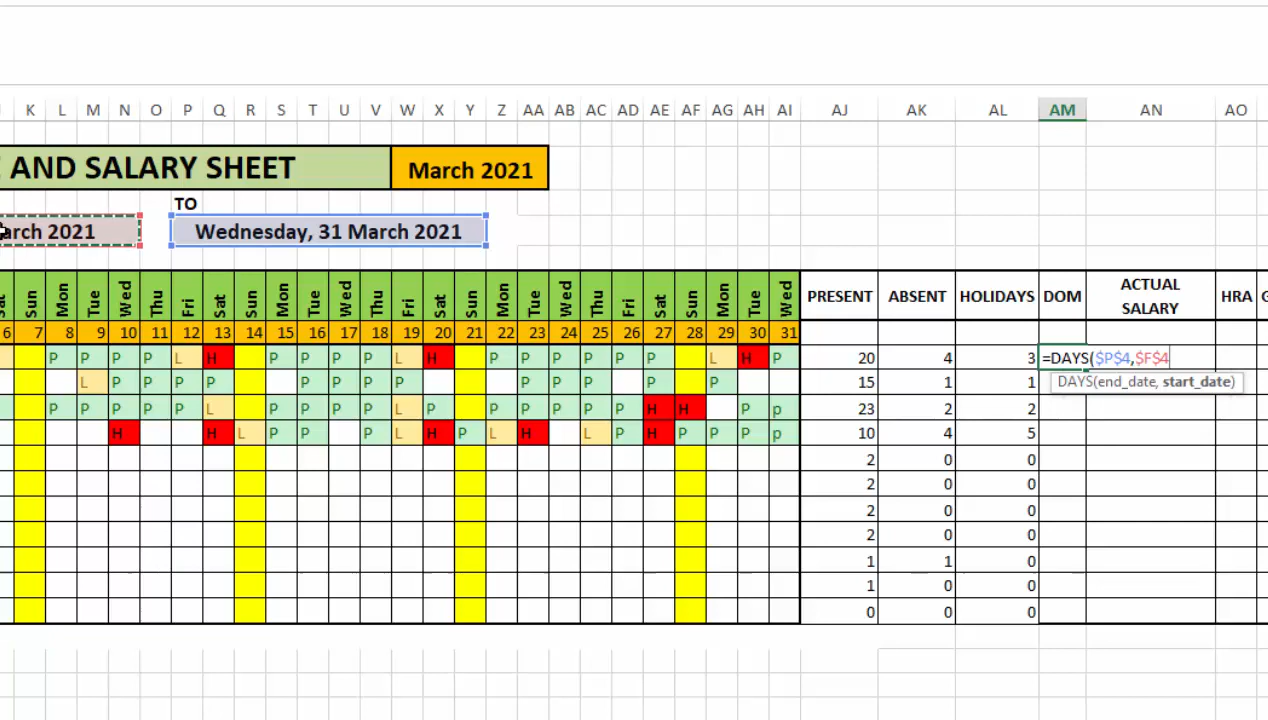 K L M N O P Q R S T U V W X Y Z AA AB AC AD AE AF AG AH AI AJ AK AL AM AN AO
AND SALARY SHEET March 2021
TO
arch 2021 Wednesday, 31 March 2021
Sun Mon Tue Wed Thu Fri Sat Sun Mon Tue Wed Thu Fri Sat Sun Mon Tue Wed Thu Fri Sat Sun Mon Tue Wed PRESENT ABSENT HOLIDAYS DOM ACTUAL SALARY HRA
6 7 8 9 10 11 12 13 14 15 16 17 18 19 20 21 22 23 24 25 26 27 28 29 30 31
P P P P L H P P P P L H P P P P P P L H P 20 4 3 =DAYS($P$4,$F$4
L P P P P P P P P P P P P P 15 1 1 DAYS(end_date, start_date)
P P P P P L P P P P L P P P P P P H H P p 23 2 2
H H L P P P L H P L H L P H P P P p 10 4 5
2 0 0
2 0 0
2 0 0
2 0 0
1 1 0
1 0 0
0 0 0